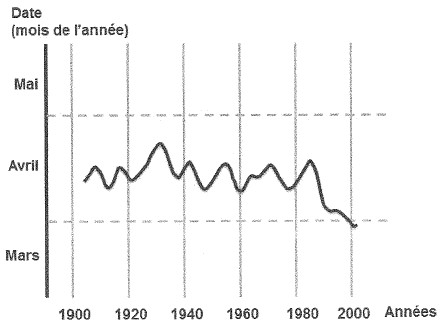 Date
(mois de l'année)
Mai
Avril
Mars
1900 1920 1940 1960 1980 2000 Années